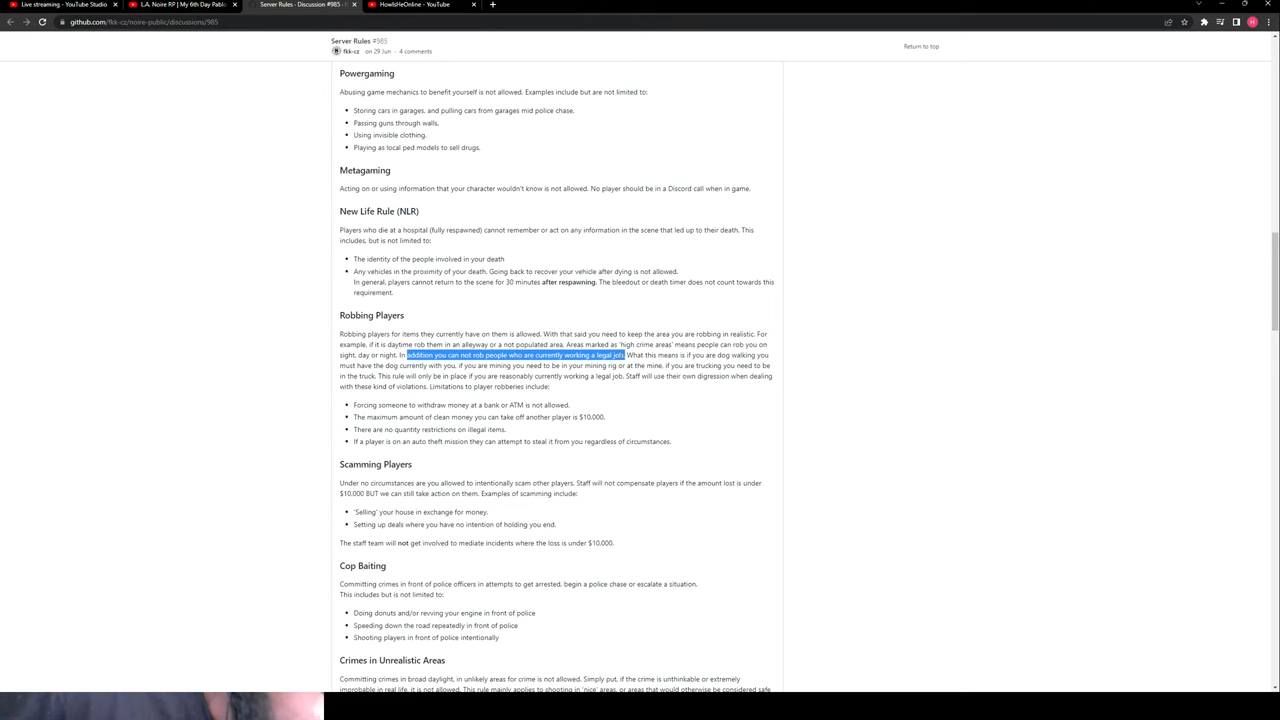 Live streaming - YouTube Studio
L.A. Noire RP | My 6th Day Pablo
Server Rules · Discussion #985 ·
HowIsHeOnline - YouTube
github.com/fkk-cz/noire-public/discussions/985
H
Server Rules #985
fkk-cz on 29 Jun · 4 comments
Return to top
Powergaming
Abusing game mechanics to benefit yourself is not allowed. Examples include but are not limited to:
• Storing cars in garages, and pulling cars from garages mid police chase.
• Passing guns through walls.
• Using invisible clothing.
• Playing as local ped models to sell drugs.
Metagaming
Acting on or using information that your character wouldn't know is not allowed. No player should be in a Discord call when in game.
New Life Rule (NLR)
Players who die at a hospital (fully respawned) cannot remember or act on any information in the scene that led up to their death. This
includes, but is not limited to:
• The identity of the people involved in your death
• Any vehicles in the proximity of your death. Going back to recover your vehicle after dying is not allowed.
In general, players cannot return to the scene for 30 minutes after respawning. The bleedout or death timer does not count towards this
requirement.
Robbing Players
Robbing players for items they currently have on them is allowed. With that said you need to keep the area you are robbing in realistic. For
example, if it is daytime rob them in an alleyway or a not populated area. Areas marked as 'high crime areas' means people can rob you on
sight, day or night. In addition you can not rob people who are currently working a legal job. What this means is if you are dog walking you
must have the dog currently with you, if you are mining you need to be in your mining rig or at the mine, if you are trucking you need to be
in the truck. This rule will only be in place if you are reasonably currently working a legal job. Staff will use their own digression when dealing
with these kind of violations. Limitations to player robberies include:
• Forcing someone to withdraw money at a bank or ATM is not allowed.
• The maximum amount of clean money you can take off another player is $10,000.
• There are no quantity restrictions on illegal items.
• If a player is on an auto theft mission they can attempt to steal it from you regardless of circumstances.
Scamming Players
Under no circumstances are you allowed to intentionally scam other players. Staff will not compensate players if the amount lost is under
$10,000 BUT we can still take action on them. Examples of scamming include:
• 'Selling' your house in exchange for money.
• Setting up deals where you have no intention of holding you end.
The staff team will not get involved to mediate incidents where the loss is under $10,000.
Cop Baiting
Committing crimes in front of police officers in attempts to get arrested, begin a police chase or escalate a situation.
This includes but is not limited to:
• Doing donuts and/or revving your engine in front of police
• Speeding down the road repeatedly in front of police
• Shooting players in front of police intentionally
Crimes in Unrealistic Areas
Committing crimes in broad daylight, in unlikely areas for crime is not allowed. Simply put, if the crime is unthinkable or extremely
improbable in real life, it is not allowed. This rule mainly applies to shooting in 'nice' areas, or areas that would otherwise be considered safe